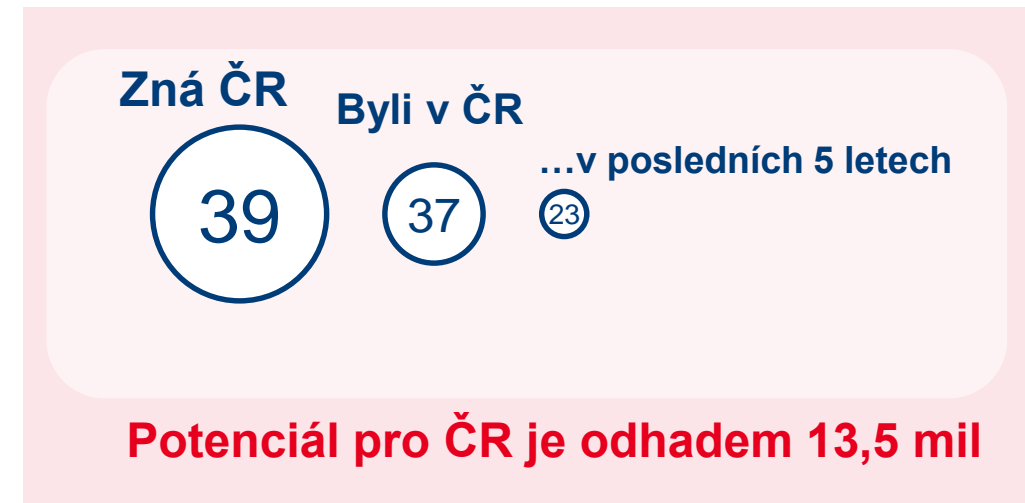 Zná ČR
Byli v ČR
...v posledních 5 letech
39
37
23
Potenciál pro ČR je odhadem 13,5 mil